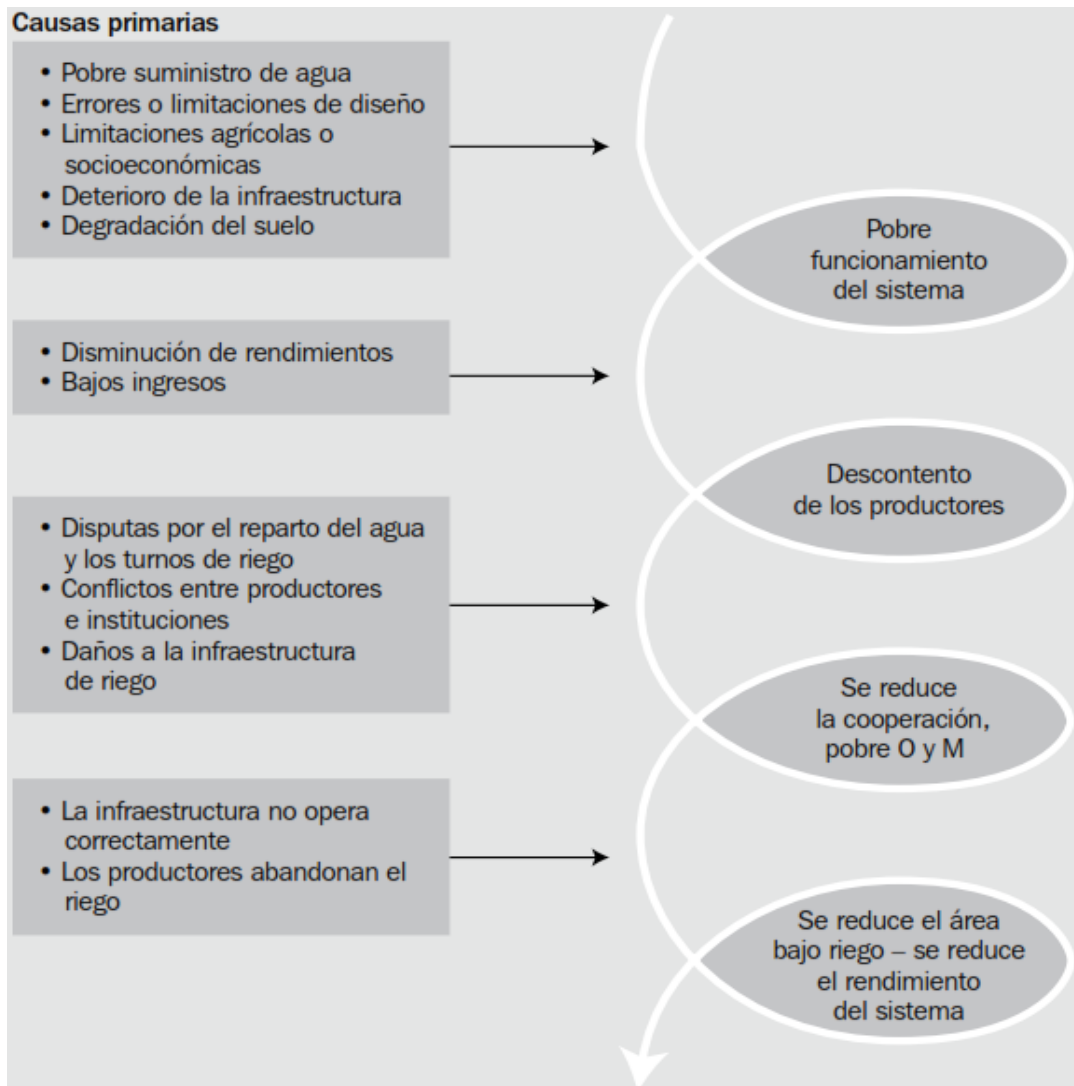 Causas primarias
• Pobre suministro de agua
• Errores o limitaciones de diseño
• Limitaciones agrícolas o
socioeconómicas
• Deterioro de la infraestructura
• Degradación del suelo
Pobre
funcionamiento
del sistema
• Disminución de rendimientos
• Bajos ingresos
Descontento
de los productores
• Disputas por el reparto del agua
y los turnos de riego
• Conflictos entre productores
e instituciones
• Daños a la infraestructura
de riego
Se reduce
la cooperación,
pobre O y M
• La infraestructura no opera
correctamente
• Los productores abandonan el
riego
Se reduce el área
bajo riego – se reduce
el rendimiento
del sistema